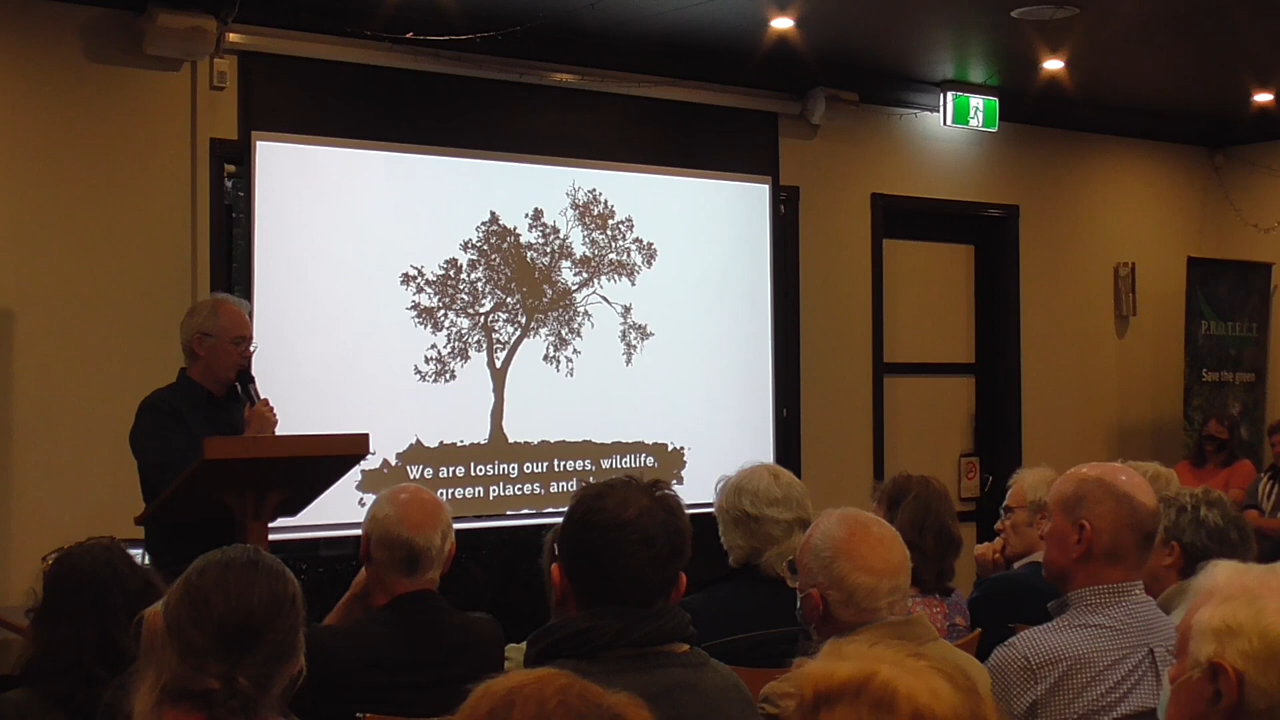 We are losing our trees, wildlife,
green places, and
P.R.O.T.E.C.T.
Save the green